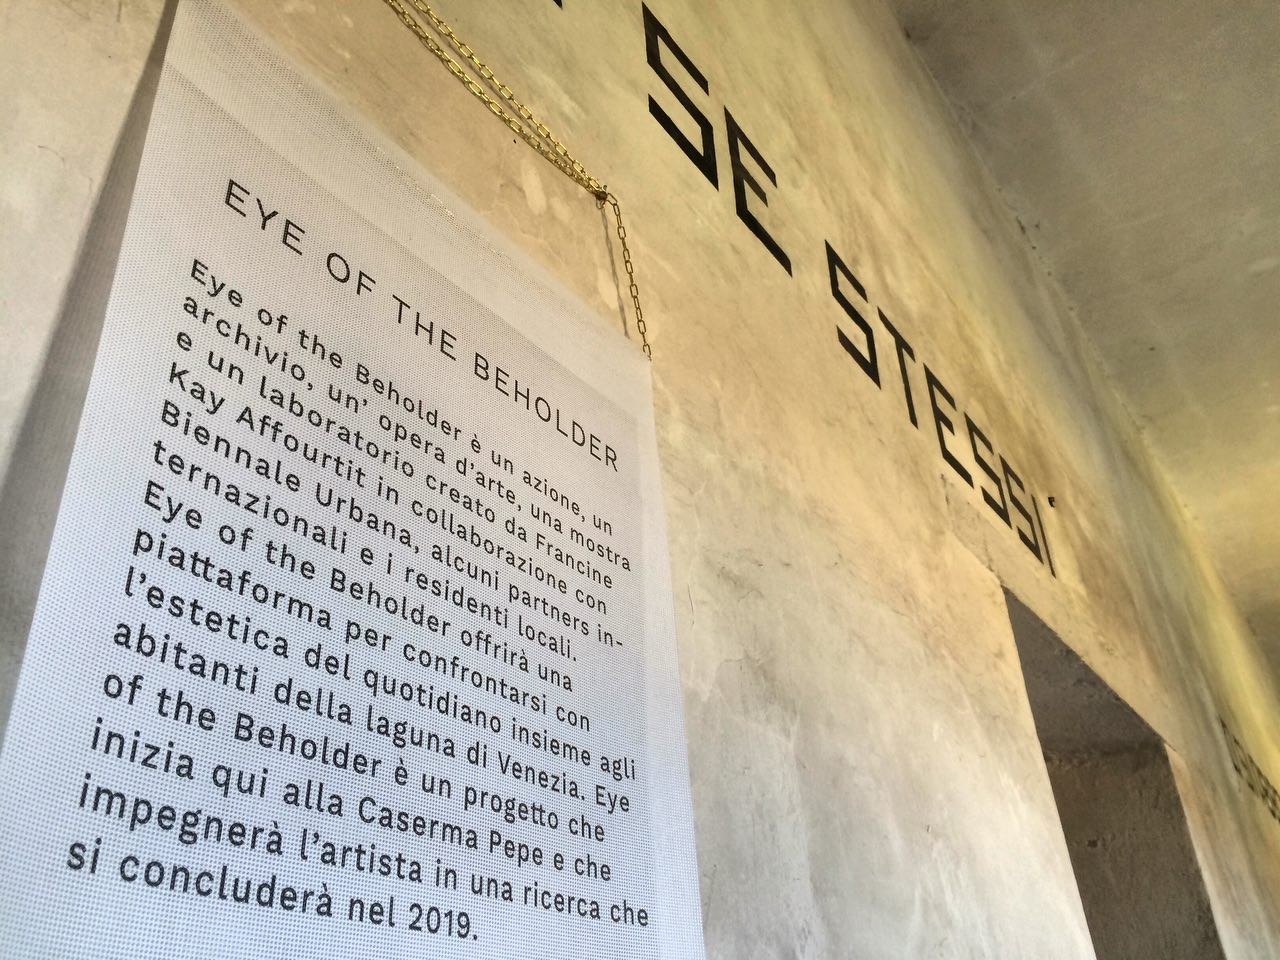 SE STESSI
EYE OF THE BEHOLDER
Eye of the Beholder è un azione, un
archivio, un' opera d'arte, una mostra
e un laboratorio creato da Francine
Kay Affourtit in collaborazione con
Biennale Urbana, alcuni partners in-
ternazionali e i residenti locali.
Eye of the Beholder offrirà una
piattaforma per confrontarsi con
l'estetica del quotidiano insieme agli
abitanti della laguna di Venezia. Eye
of the Beholder è un progetto che
inizia qui alla Caserma Pepe e che
impegnerà l'artista in una ricerca che
si concluderà nel 2019.